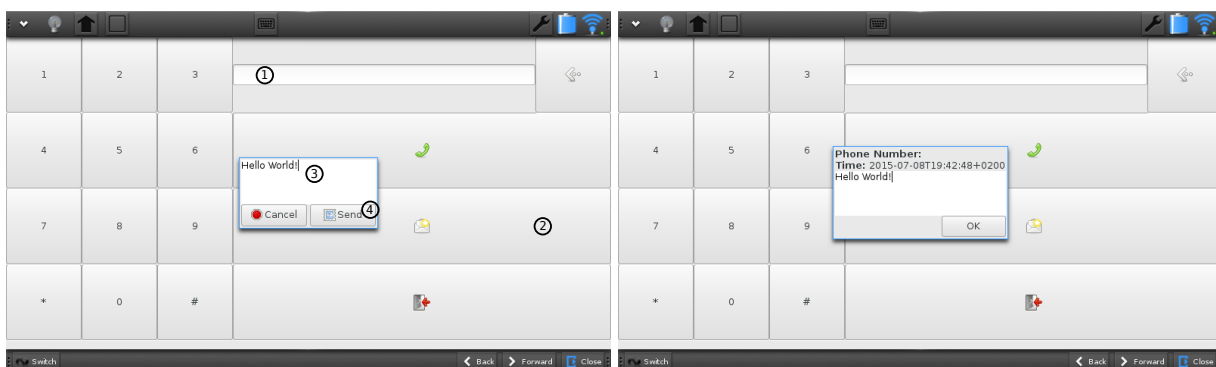 1 2 3 1
4 5 6
Hello World!
3
Cancel Send 4
7 8 9 2
* 0 #
Switch Back Forward Close
1 2 3
4 5 6
Phone Number:
Time: 2015-07-08T19:42:48+0200
Hello World!
OK
7 8 9
* 0 #
Switch Back Forward Close